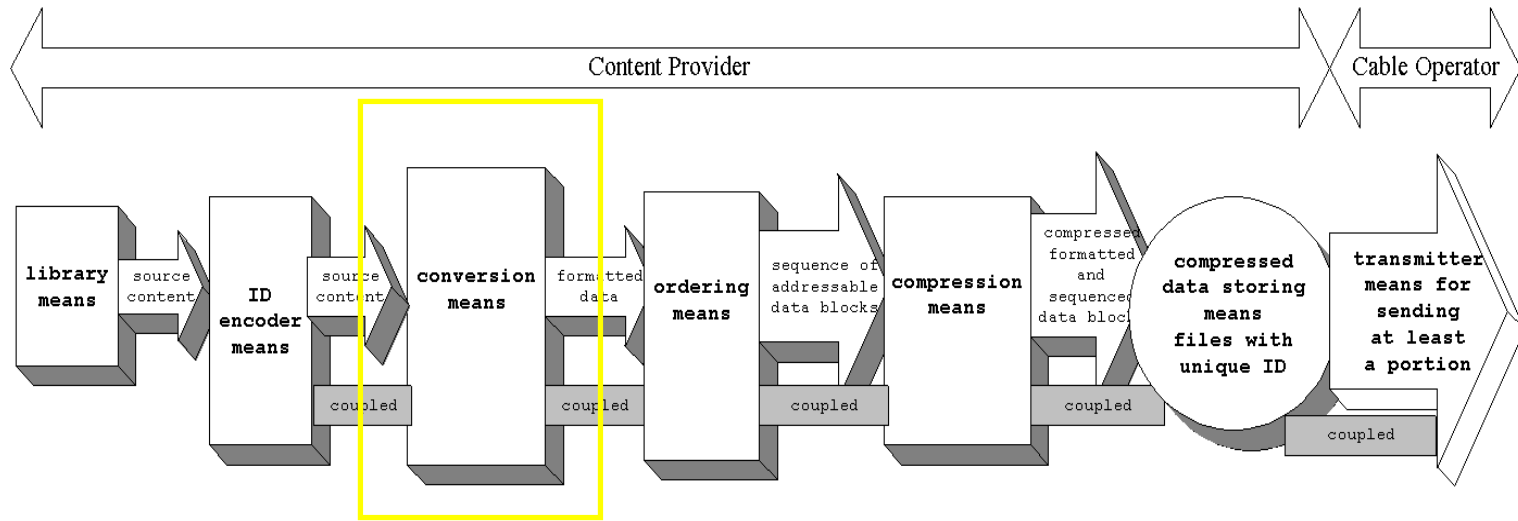 Content Provider
Cable Operator
library
means
source
content
ID
encoder
means
source
content
conversion
means
formatted
data
ordering
means
sequence of
addressable
data blocks
compression
means
compressed
formatted
and
sequenced
data blocks
compressed
data storing
means
files with
unique ID
transmitter
means for
sending
at least
a portion
coupled
coupled
coupled
coupled
coupled